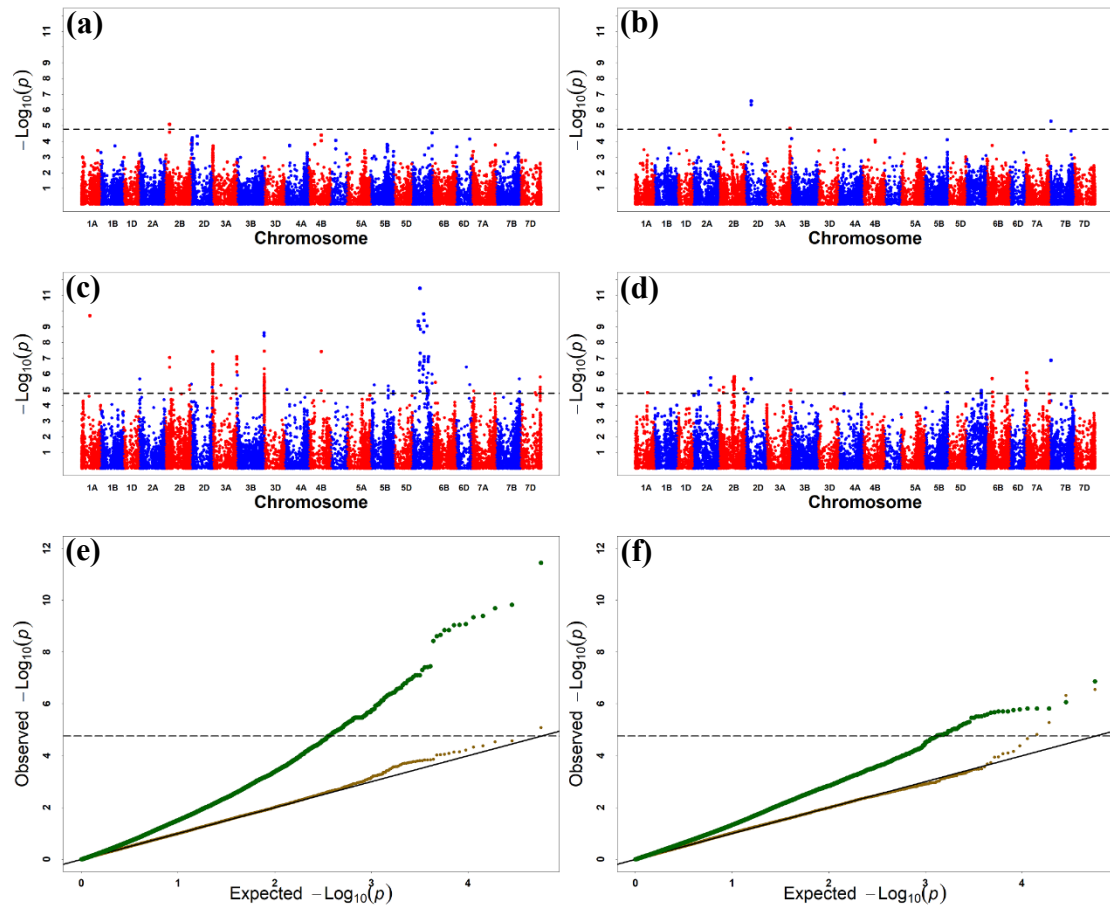 (a)
11
9
8
7
6
5
4
3
2
1
−Log10(p)
1A 1B 1D 2A 2B 2D 3A 3B 3D 4A 4B 5A 5B 5D 6B 6D 7A 7B 7D
Chromosome
(b)
11
9
8
7
6
5
4
3
2
1
−Log10(p)
1A 1B 1D 2A 2B 2D 3A 3B 3D 4A 4B 5A 5B 5D 6B 6D 7A 7B 7D
Chromosome
(c)
11
9
8
7
6
5
4
3
2
1
−Log10(p)
1A 1B 1D 2A 2B 2D 3A 3B 3D 4A 4B 5A 5B 5D 6B 6D 7A 7B 7D
Chromosome
(d)
11
9
8
7
6
5
4
3
2
1
−Log10(p)
1A 1B 1D 2A 2B 2D 3A 3B 3D 4A 4B 5A 5B 5D 6B 6D 7A 7B 7D
Chromosome
(e)
12
10
8
6
4
2
0
Observed −Log10(p)
0 1 2 3 4
Expected −Log10(p)
(f)
12
10
8
6
4
2
0
Observed −Log10(p)
0 1 2 3 4
Expected −Log10(p)